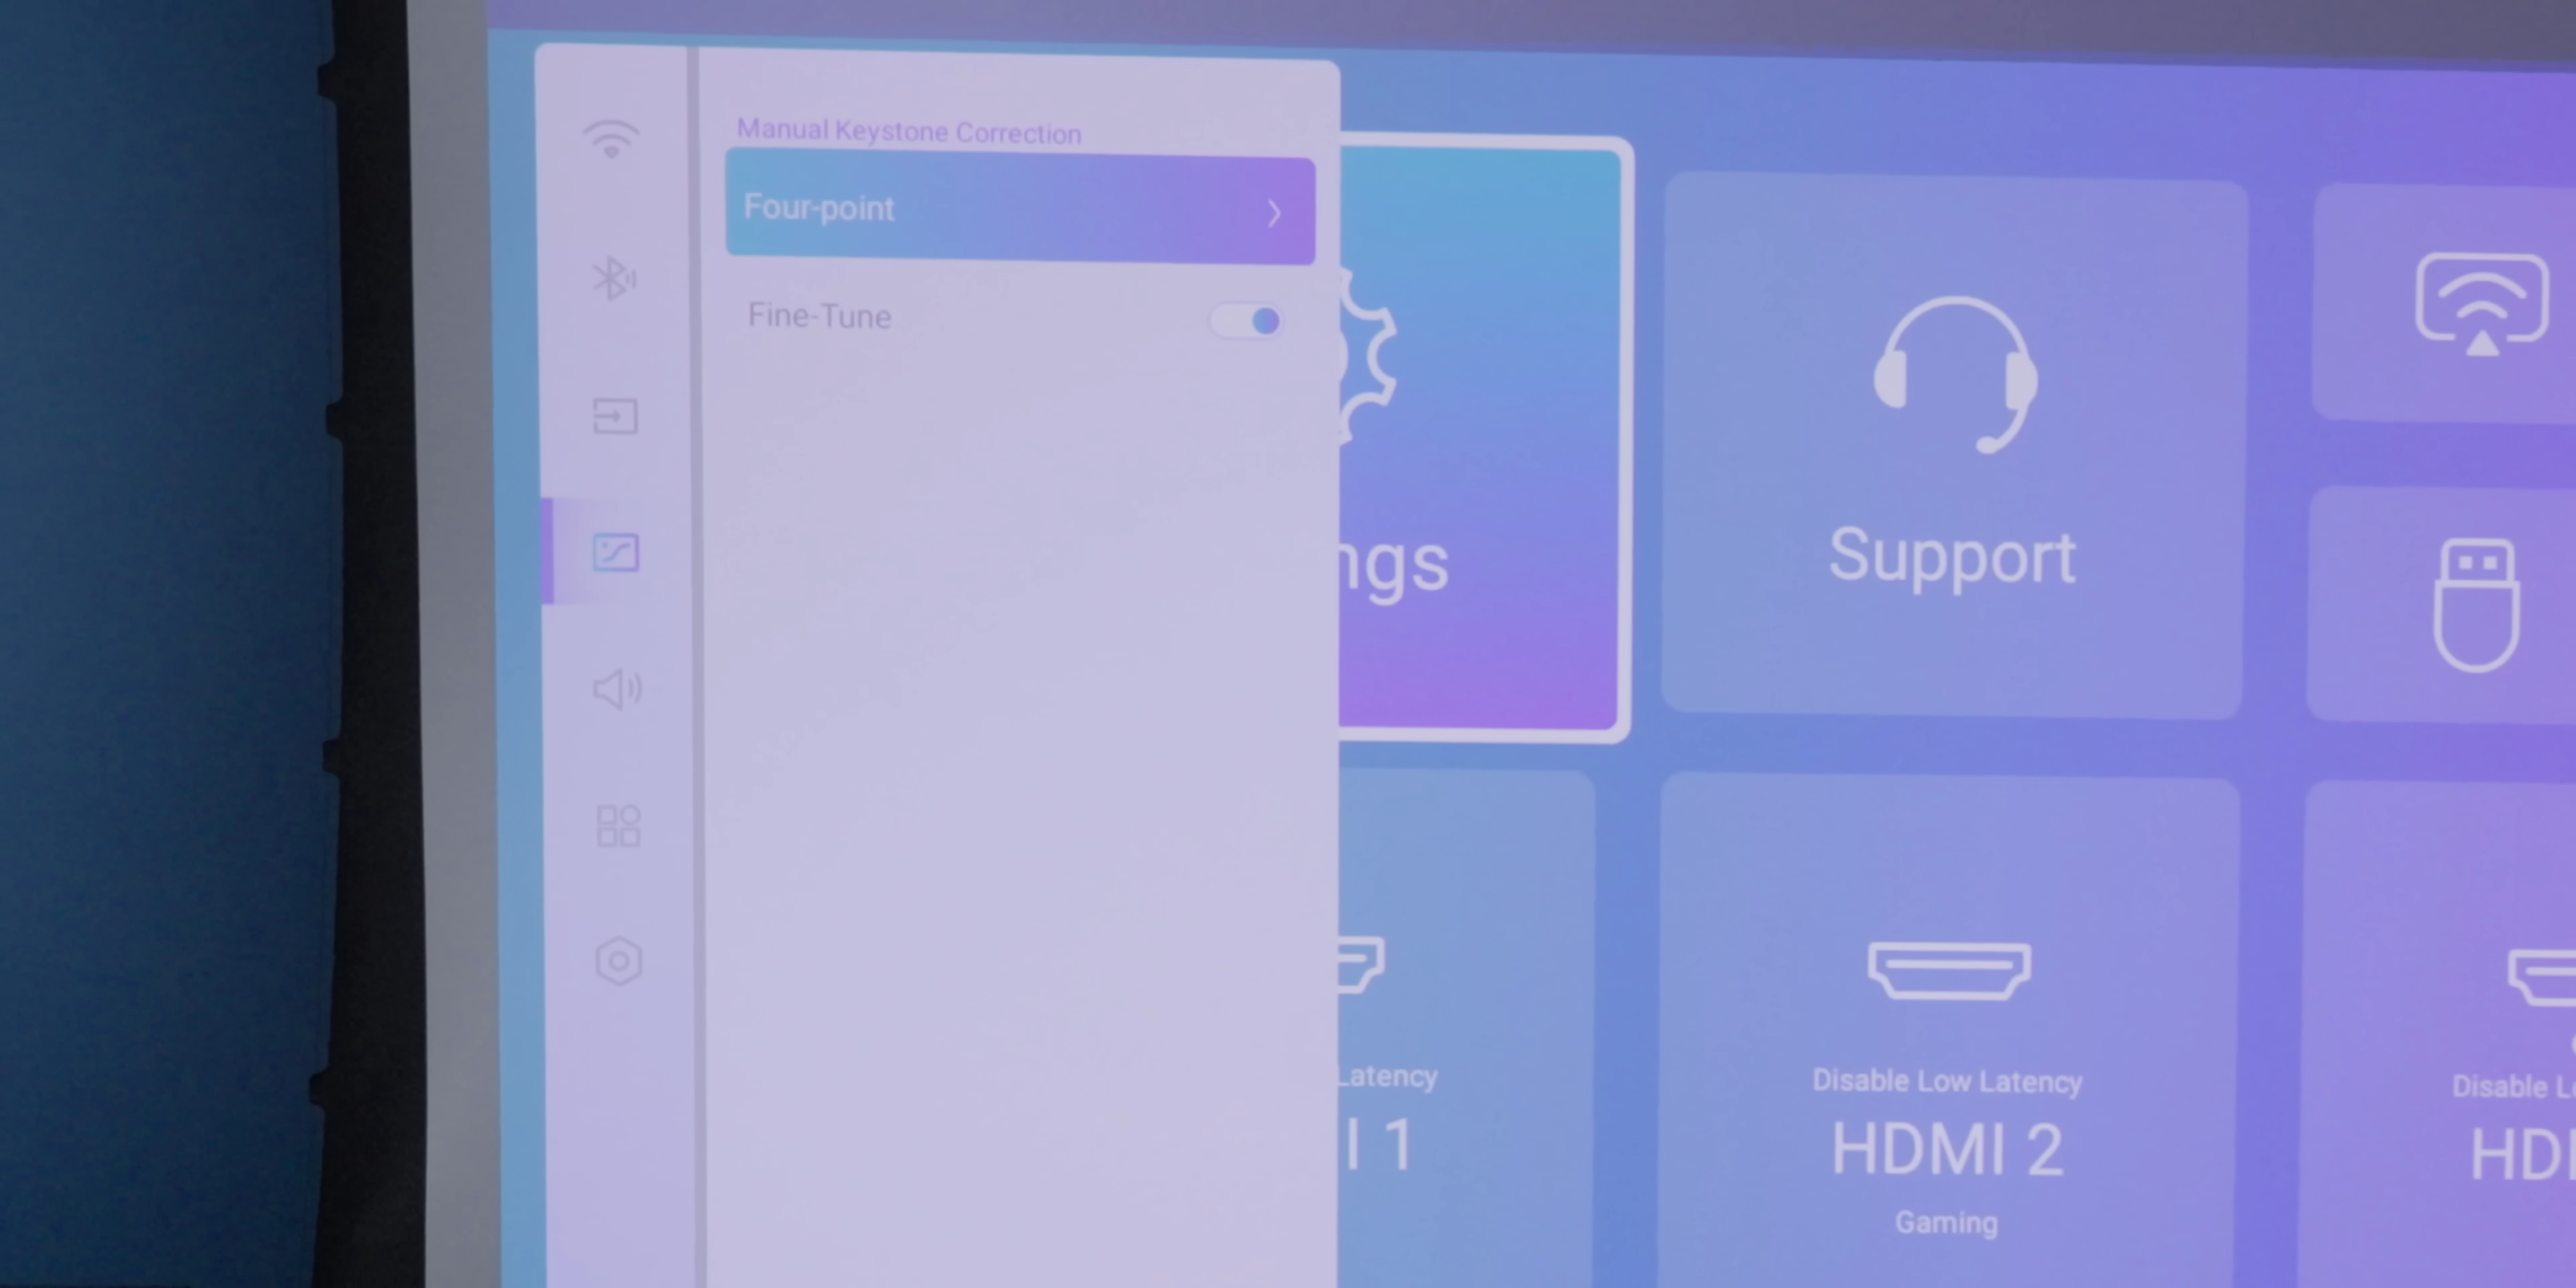 Manual Keystone Correction
Four-point
Fine-Tune
ngs
Support
Latency
I 1
Disable Low Latency
HDMI 2
Gaming
Disable L
HD